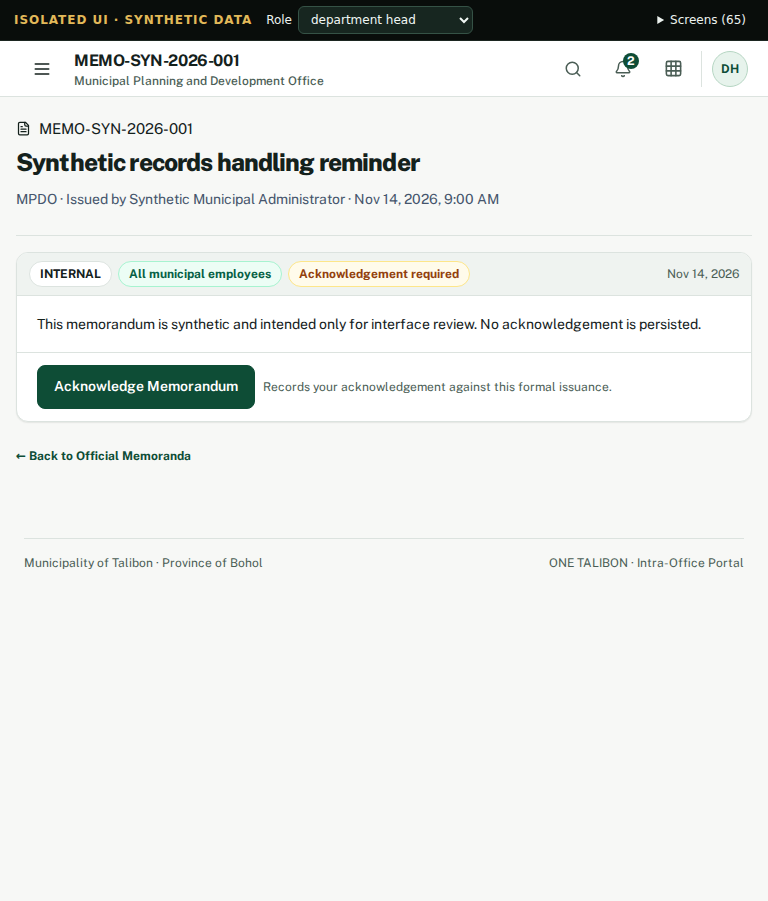 ISOLATED UI · SYNTHETIC DATA Role department head ▶ Screens (65)
MEMO-SYN-2026-001
Municipal Planning and Development Office
2
DH
MEMO-SYN-2026-001
Synthetic records handling reminder
MPDO · Issued by Synthetic Municipal Administrator · Nov 14, 2026, 9:00 AM
INTERNAL All municipal employees Acknowledgement required Nov 14, 2026
This memorandum is synthetic and intended only for interface review. No acknowledgement is persisted.
Acknowledge Memorandum Records your acknowledgement against this formal issuance.
← Back to Official Memoranda
Municipality of Talibon · Province of Bohol ONE TALIBON · Intra-Office Portal